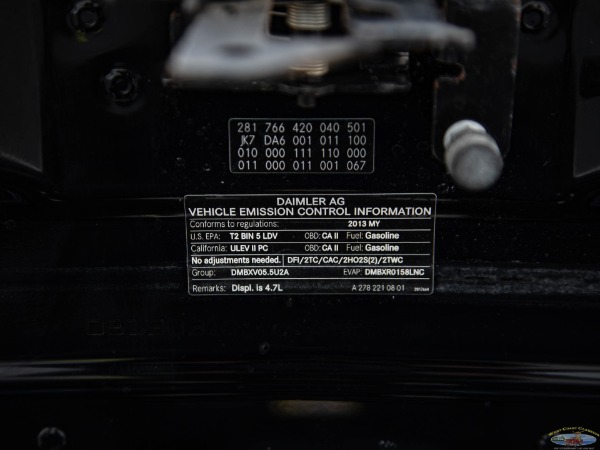 281 766 420 040 501
JK7 DA6 001 011 100
010 000 111 110 000
011 000 011 001 067
DAIMLER AG
VEHICLE EMISSION CONTROL INFORMATION
Conforms to regulations: 2013 MY
U.S. EPA: T2 BIN 5 LDV OBD: CA II Fuel: Gasoline
California: ULEV II PC OBD: CA II Fuel: Gasoline
No adjustments needed. DFI/2TC/CAC/2HO2S(2)/2TWC
Group: DMBXV05.5U2A EVAP: DMBXR0158LNC
Remarks: Displ. is 4.7L A 278 221 08 01
West Coast Classics